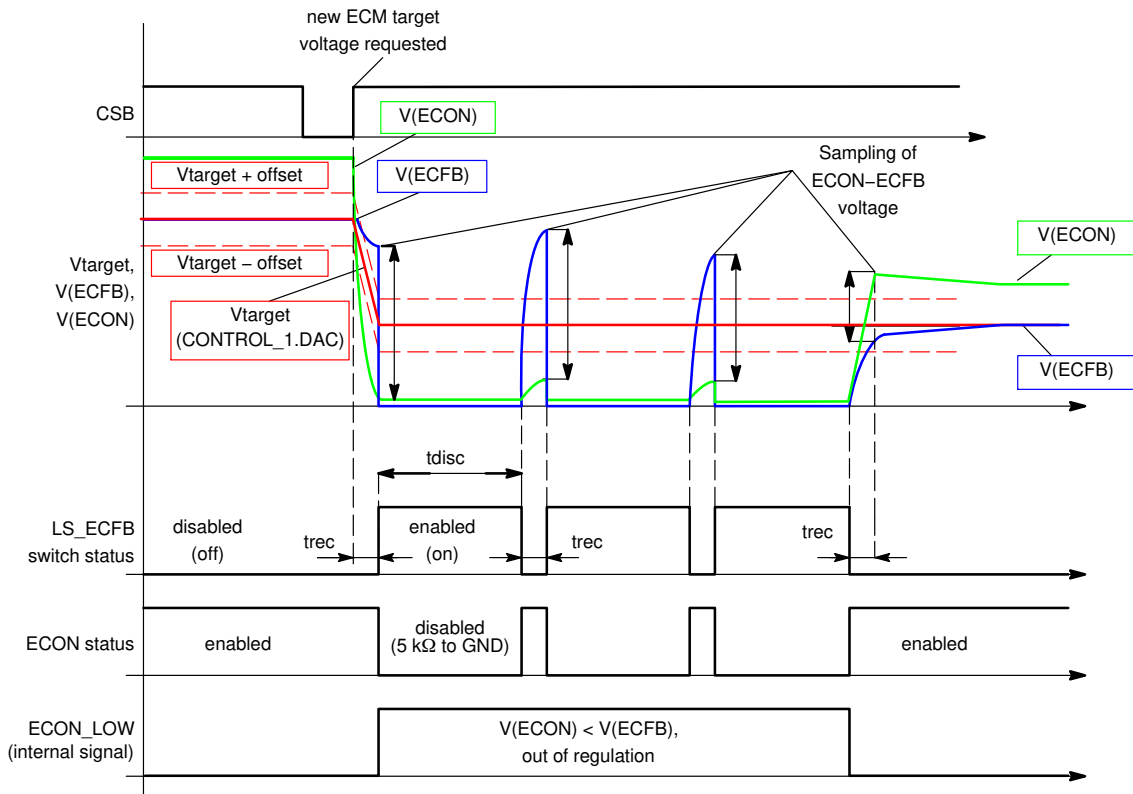 new ECM target
voltage requested
CSB
V(ECON)
Vtarget + offset
V(ECFB)
Sampling of
ECON−ECFB
voltage
V(ECON)
Vtarget − offset
Vtarget,
V(ECFB),
V(ECON)
Vtarget
(CONTROL_1.DAC)
V(ECFB)
tdisc
LS_ECFB
switch status
disabled
(off)
trec
enabled
(on)
trec
trec
ECON status
enabled
disabled
(5 kΩ to GND)
enabled
ECON_LOW
(internal signal)
V(ECON) < V(ECFB),
out of regulation